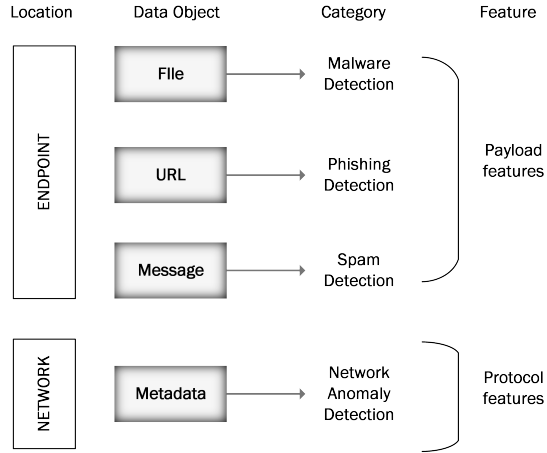 Location Data Object Category Feature
ENDPOINT
FIle
Malware
Detection
URL
Phishing
Detection
Message
Spam
Detection
Payload
features
NETWORK
Metadata
Network
Anomaly
Detection
Protocol
features